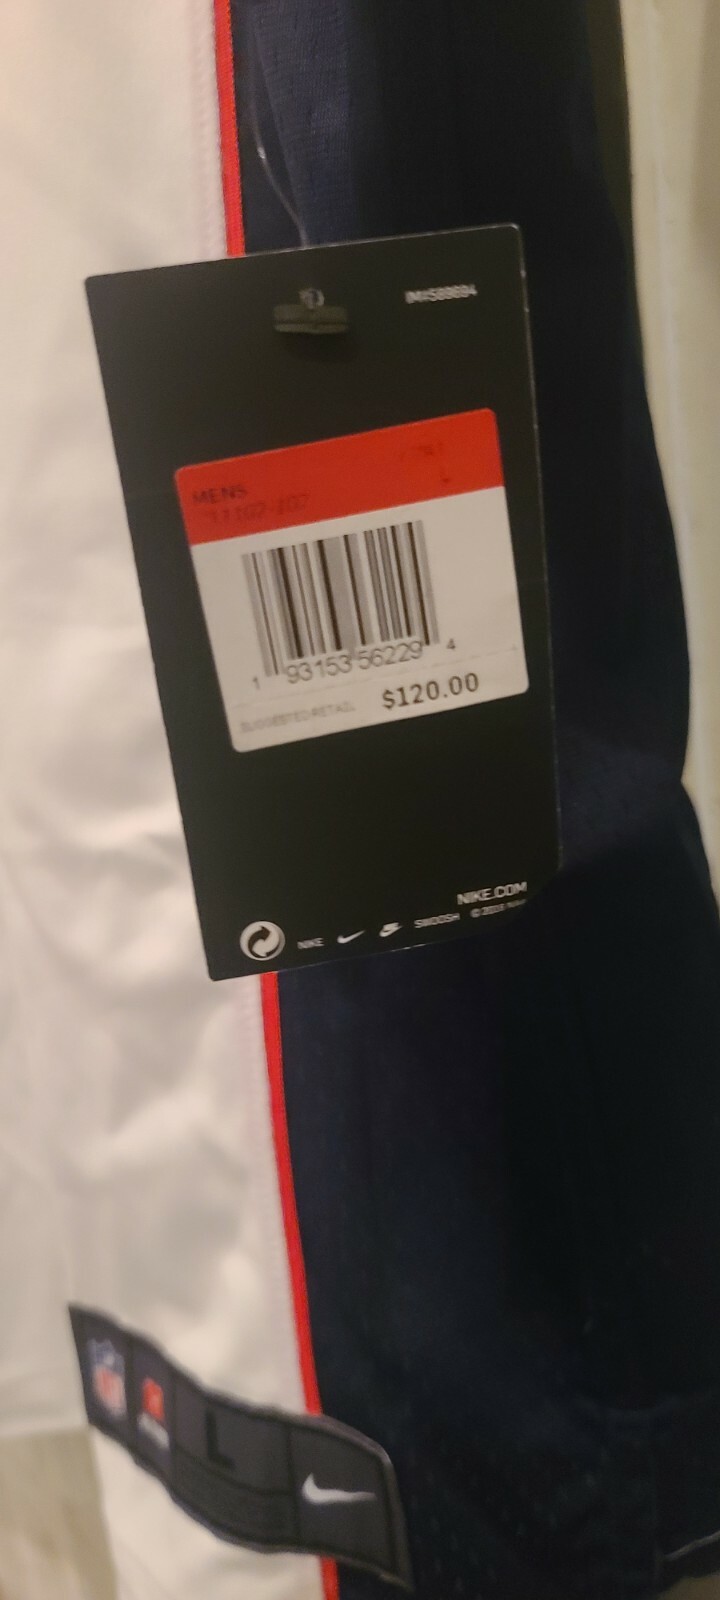 MENS
L
1 93153 56229 4
SUGGESTED RETAIL $120.00
NIKE.COM
NIKE SWOOSH
L